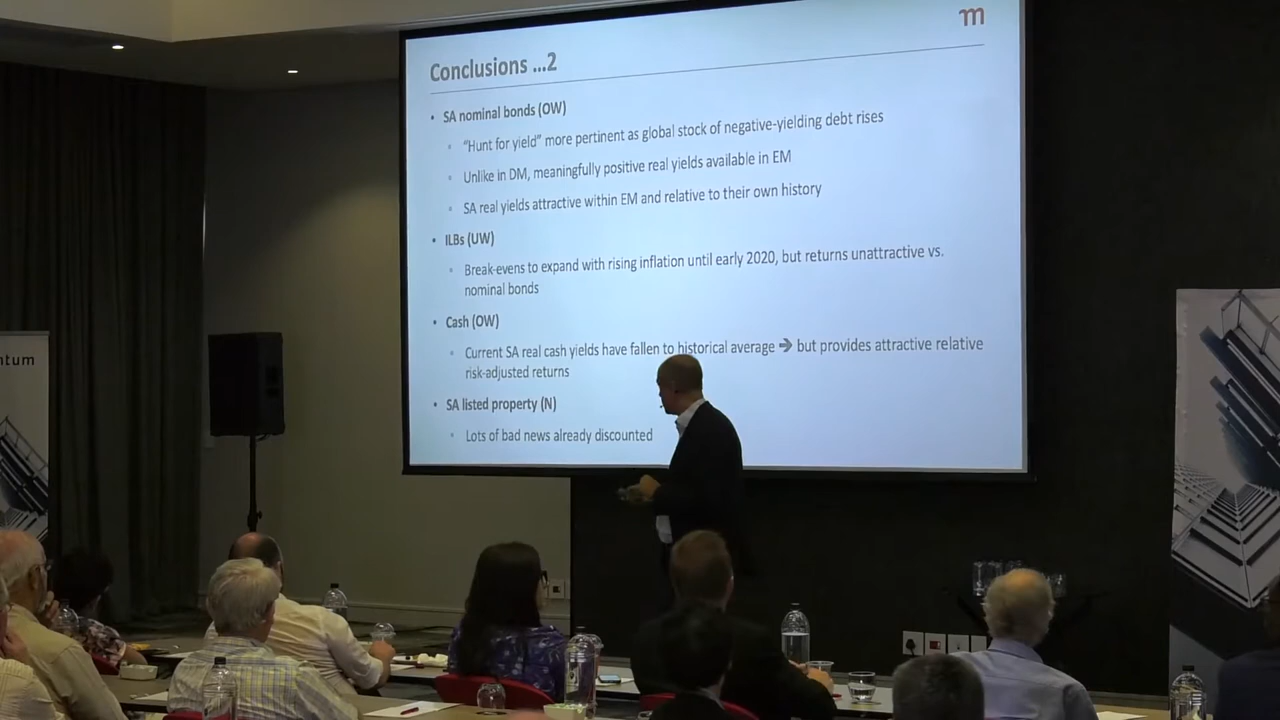 m
Conclusions ...2
• SA nominal bonds (OW)
"Hunt for yield" more pertinent as global stock of negative-yielding debt rises
Unlike in DM, meaningfully positive real yields available in EM
SA real yields attractive within EM and relative to their own history
• ILBs (UW)
Break-evens to expand with rising inflation until early 2020, but returns unattractive vs.
nominal bonds
• Cash (OW)
Current SA real cash yields have fallen to historical average ➔ but provides attractive relative
risk-adjusted returns
• SA listed property (N)
Lots of bad news already discounted
ntum